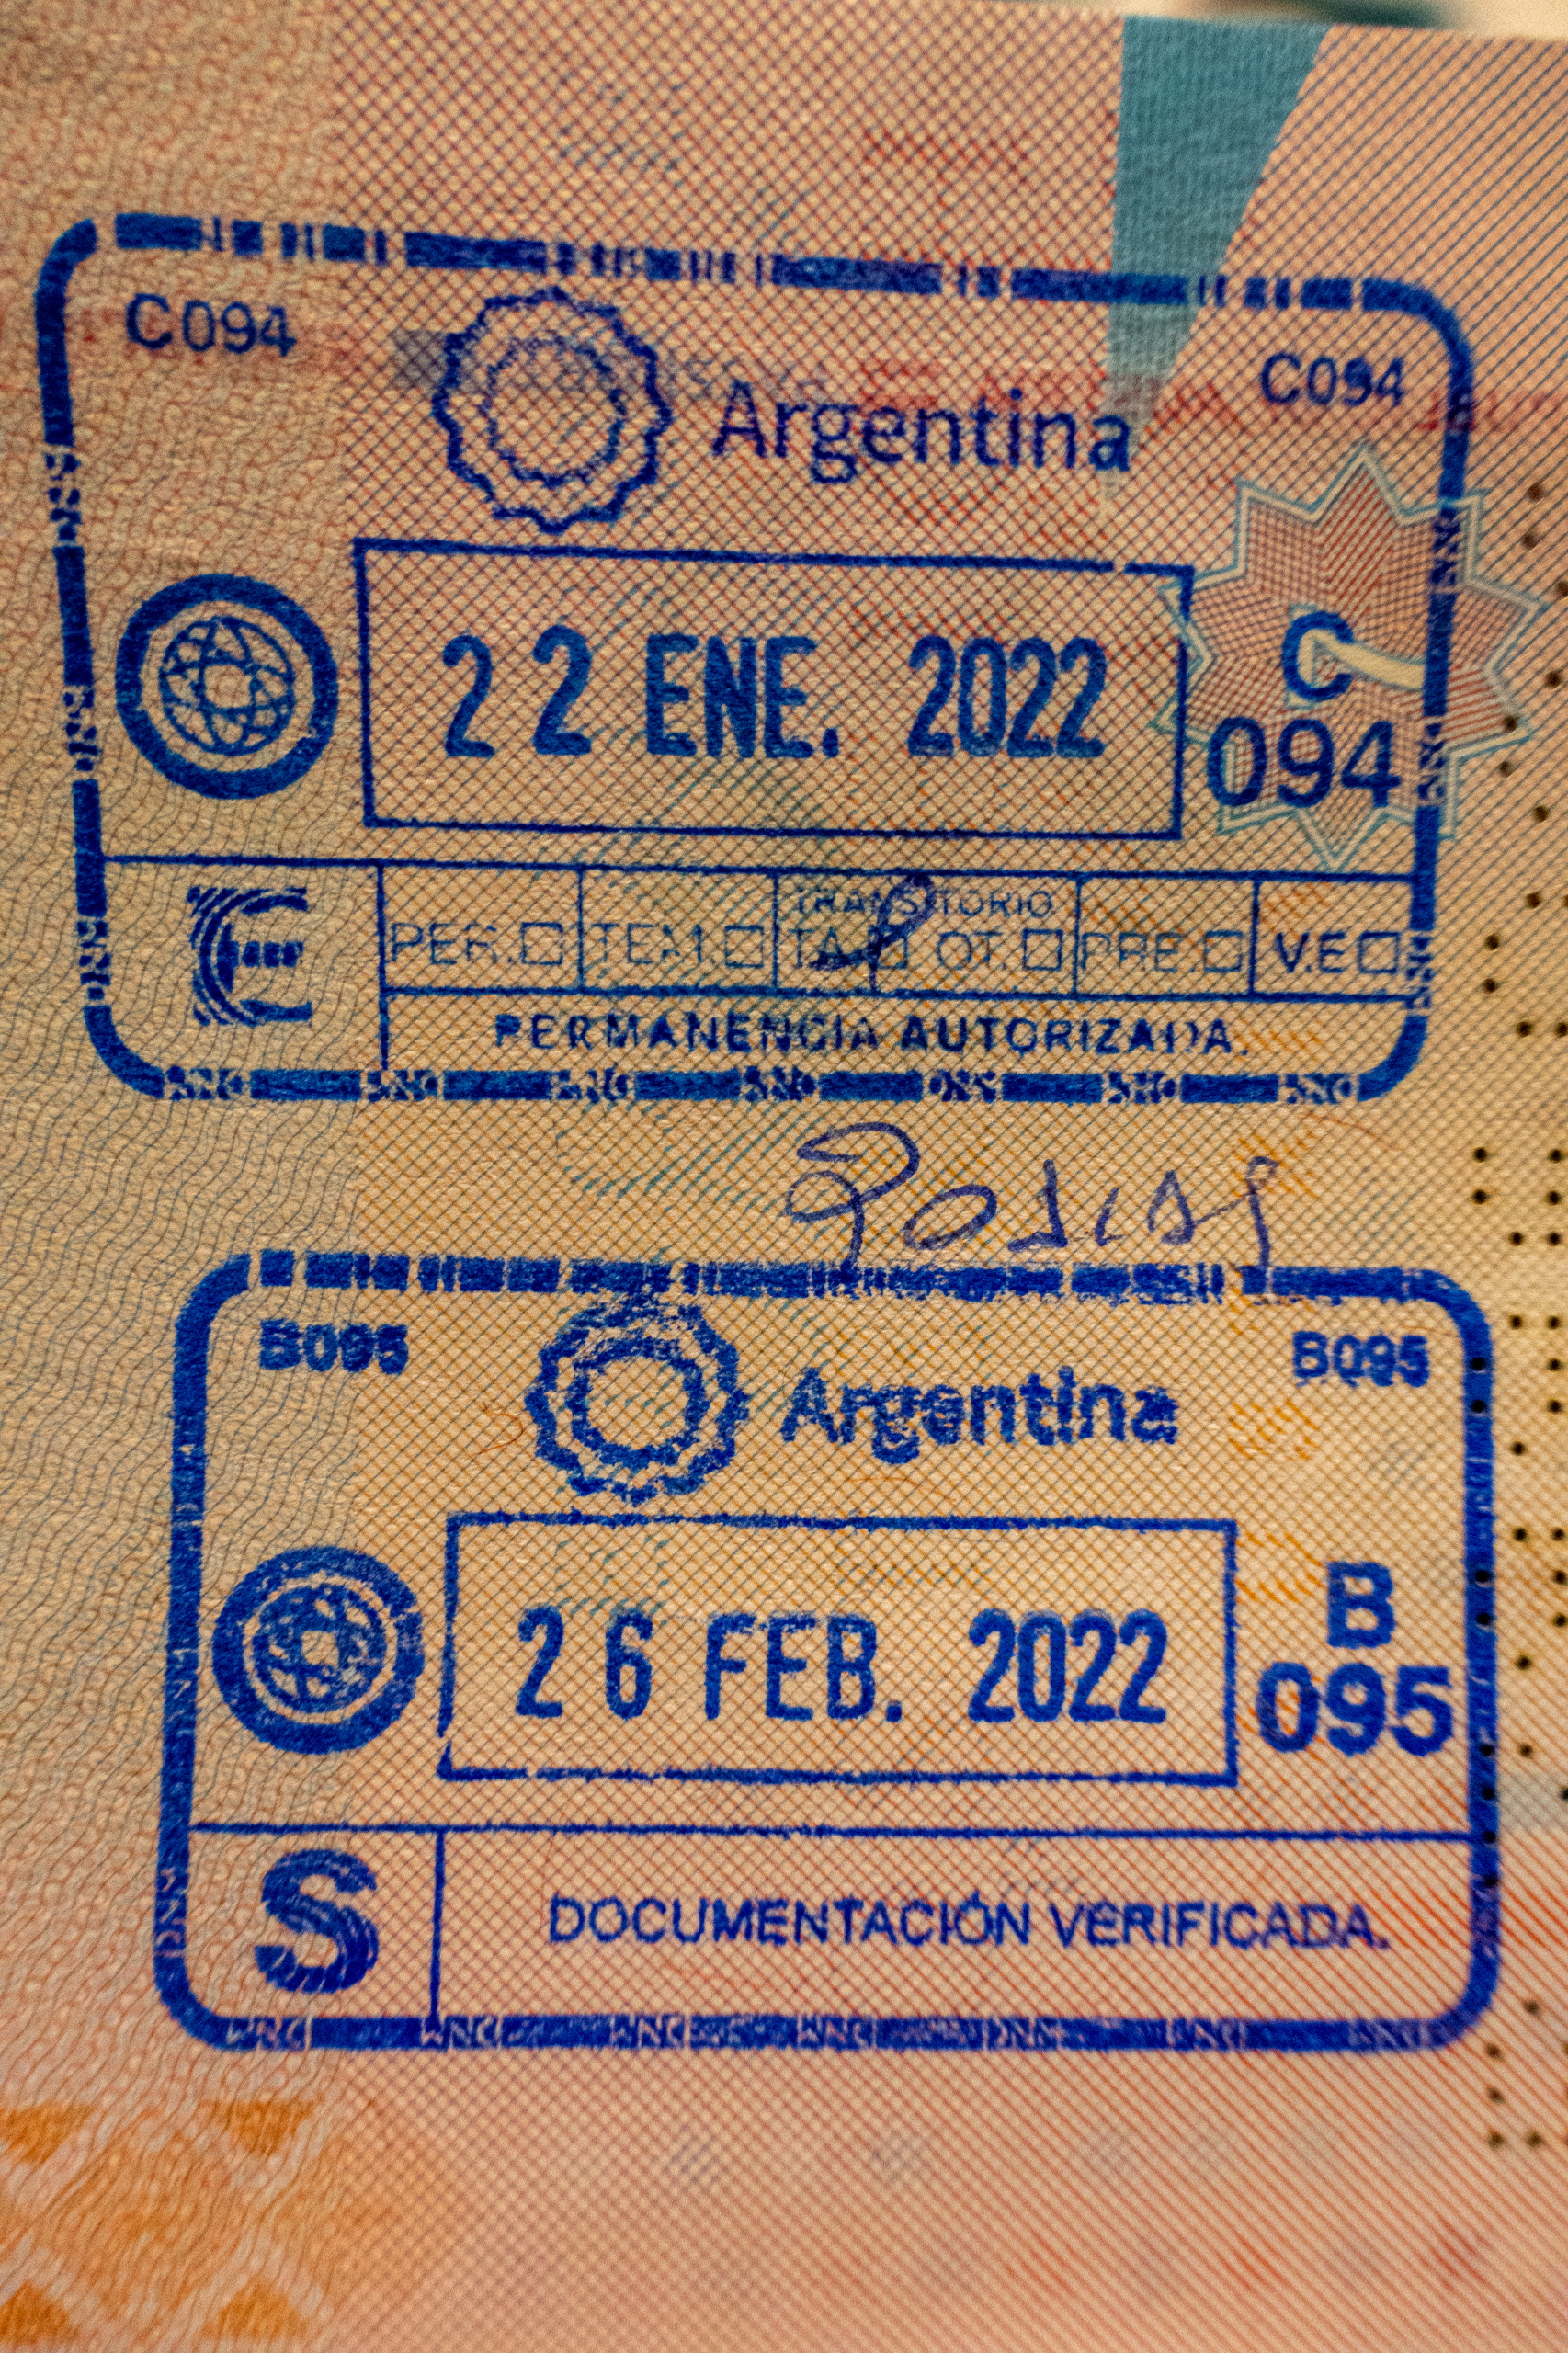 C094 C094
Argentina
22 ENE. 2022
C
094
E
TRANSITORIO
PER. TEM. TA. OT. PRE. V.E
PERMANENCIA AUTORIZADA.
B095 B095
Argentina
26 FEB. 2022
B
095
S
DOCUMENTACIÓN VERIFICADA.